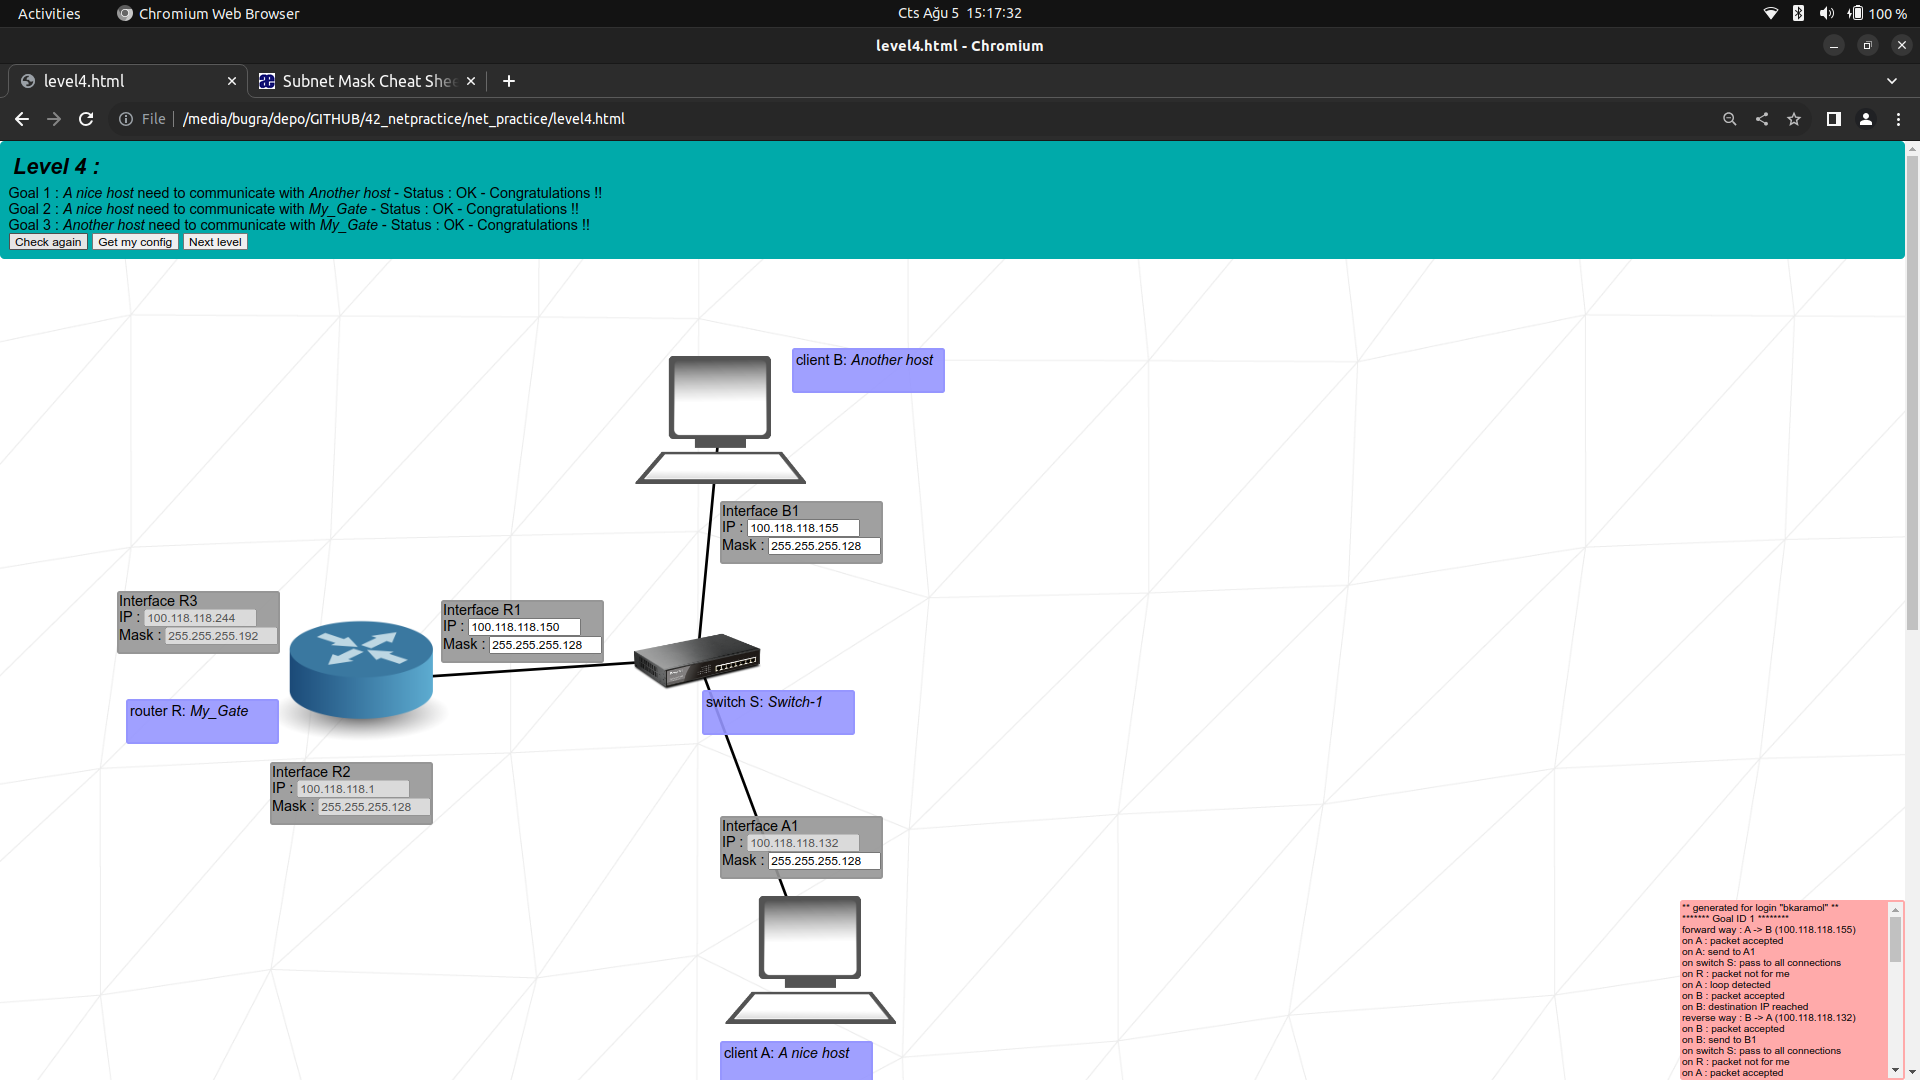 Activities
Chromium Web Browser
Cts Ağu 5 15:17:32
100 %
level4.html - Chromium
level4.html
Subnet Mask Cheat Shee
File
/media/bugra/depo/GITHUB/42_netpractice/net_practice/level4.html
Level 4 :
Goal 1 : A nice host need to communicate with Another host - Status : OK - Congratulations !!
Goal 2 : A nice host need to communicate with My_Gate - Status : OK - Congratulations !!
Goal 3 : Another host need to communicate with My_Gate - Status : OK - Congratulations !!
Check again Get my config Next level
client B: Another host
Interface B1
IP : 100.118.118.155
Mask : 255.255.255.128
Interface R3
IP : 100.118.118.244
Mask : 255.255.255.192
Interface R1
IP : 100.118.118.150
Mask : 255.255.255.128
router R: My_Gate
switch S: Switch-1
Interface R2
IP : 100.118.118.1
Mask : 255.255.255.128
Interface A1
IP : 100.118.118.132
Mask : 255.255.255.128
client A: A nice host
** generated for login "bkaramol" **
******* Goal ID 1 ********
forward way : A -> B (100.118.118.155)
on A : packet accepted
on A: send to A1
on switch S: pass to all connections
on R : packet not for me
on A : loop detected
on B : packet accepted
on B: destination IP reached
reverse way : B -> A (100.118.118.132)
on B : packet accepted
on B: send to B1
on switch S: pass to all connections
on R : packet not for me
on A : packet accepted